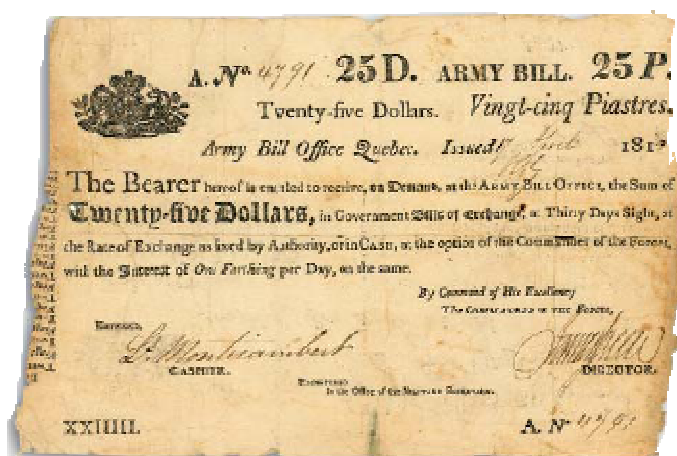 A. No. 4791 25D. ARMY BILL. 25 P.
Twenty-five Dollars. Vingt-cinq Piastres.
Army Bill Office Quebec. Issued 181
The Bearer hereof is entitled to receive, on Demand, at the ARMY BILL OFFICE, the Sum of
Twenty-five Dollars, in Government Bills of Exchange, at Thirty Days Sight, at
the Rate of Exchange as fixed by Authority, or in CASH, at the option of the Commander of the Forces,
with the Interest of One Farthing per Day, on the same.
By Command of His Excellency
The COMMANDER OF THE FORCES,
Entered,
CASHIER.
DIRECTOR.
REGISTERED
in the Office of the MILITARY SECRETARY.
XXIIIII.
A. No 4791